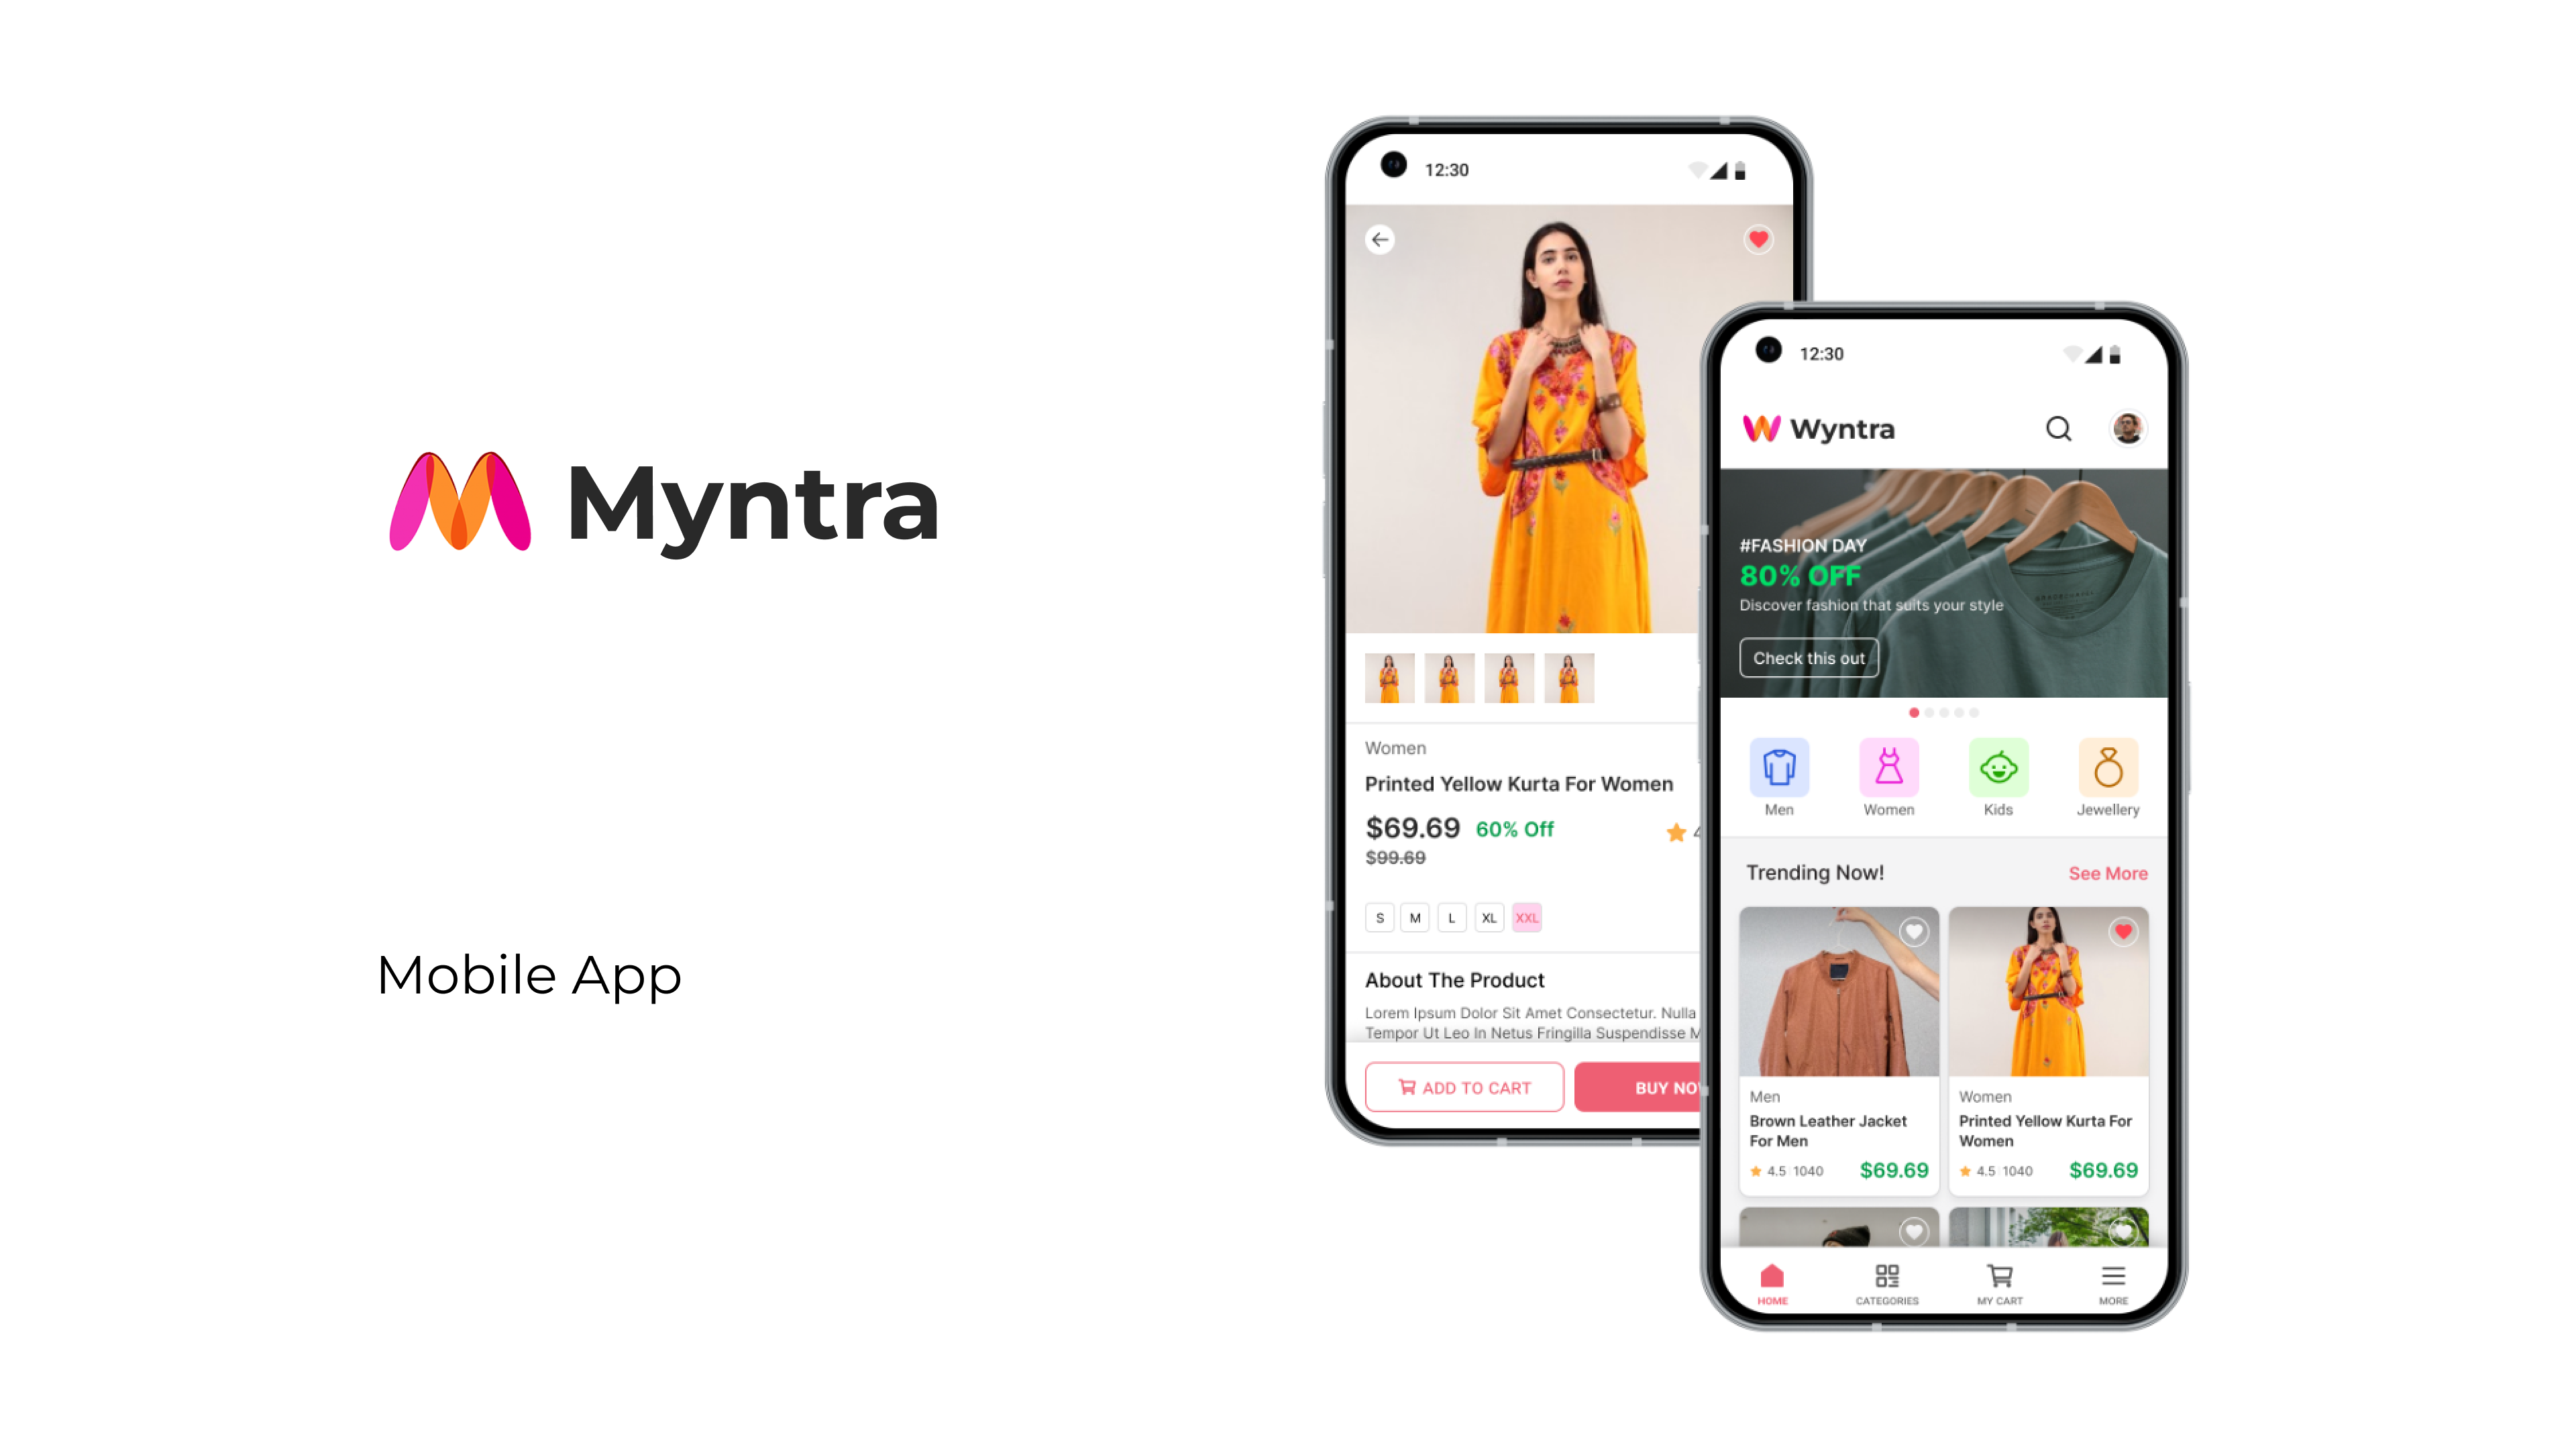 Myntra
Mobile App
12:30
Women
Printed Yellow Kurta For Women
$69.69 60% Off
$99.69
S M L XL XXL
About The Product
Lorem Ipsum Dolor Sit Amet Consectetur. Nulla
Tempor Ut Leo In Netus Fringilla Suspendisse
ADD TO CART
BUY
12:30
Wyntra
#FASHION DAY
80% OFF
Discover fashion that suits your style
Check this out
Men Women Kids Jewellery
Trending Now! See More
Men
Brown Leather Jacket
For Men
4.5 1040 $69.69
Women
Printed Yellow Kurta For
Women
4.5 1040 $69.69
HOME CATEGORIES MY CART MORE